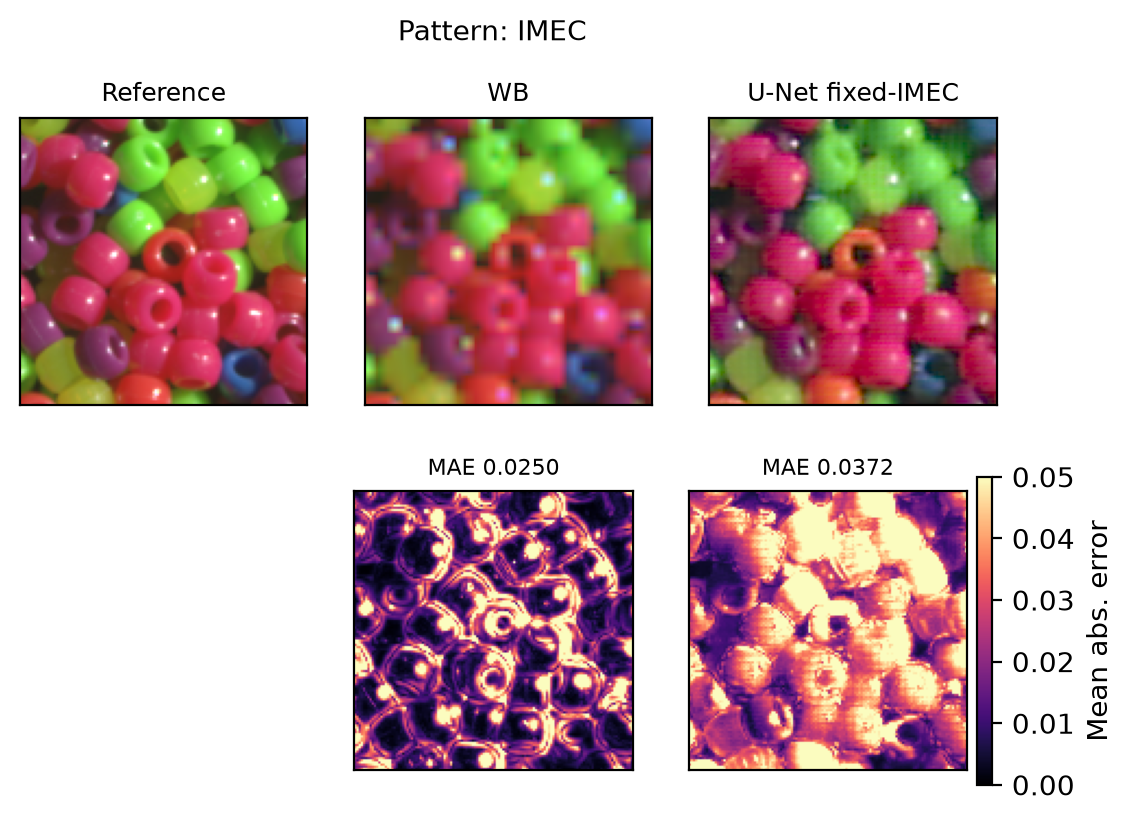 Pattern: IMEC
Reference
WB
U-Net fixed-IMEC
MAE 0.0250
MAE 0.0372
0.05
0.04
0.03
0.02
0.01
0.00
Mean abs. error